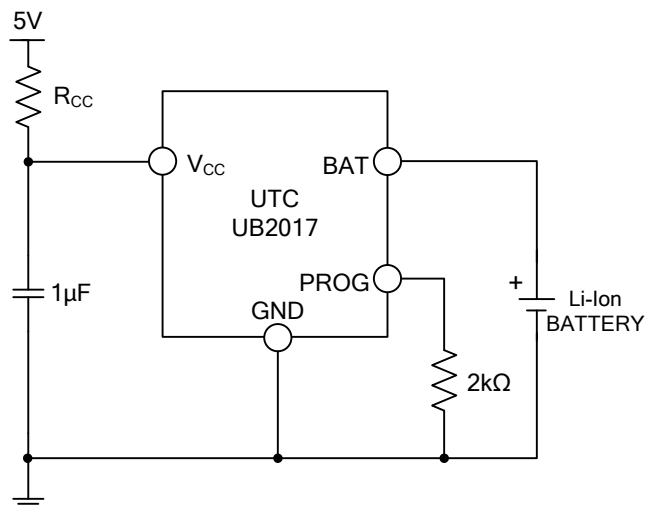 5V
RCC
VCC
BAT
UTC
UB2017
PROG
GND
1µF
+
Li-Ion
BATTERY
2kΩ